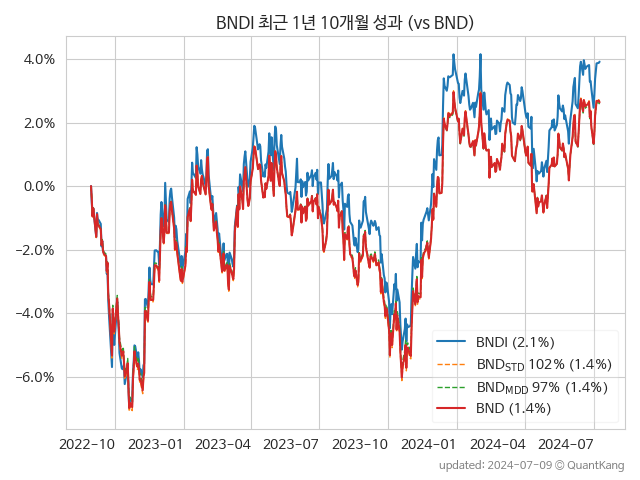 BNDI 최근 1년 10개월 성과 (vs BND)
4.0%
2.0%
0.0%
−2.0%
−4.0%
−6.0%
BNDI (2.1%)
BND_STD 102% (1.4%)
BND_MDD 97% (1.4%)
BND (1.4%)
2022-10 2023-01 2023-04 2023-07 2023-10 2024-01 2024-04 2024-07
updated: 2024-07-09 © QuantKang